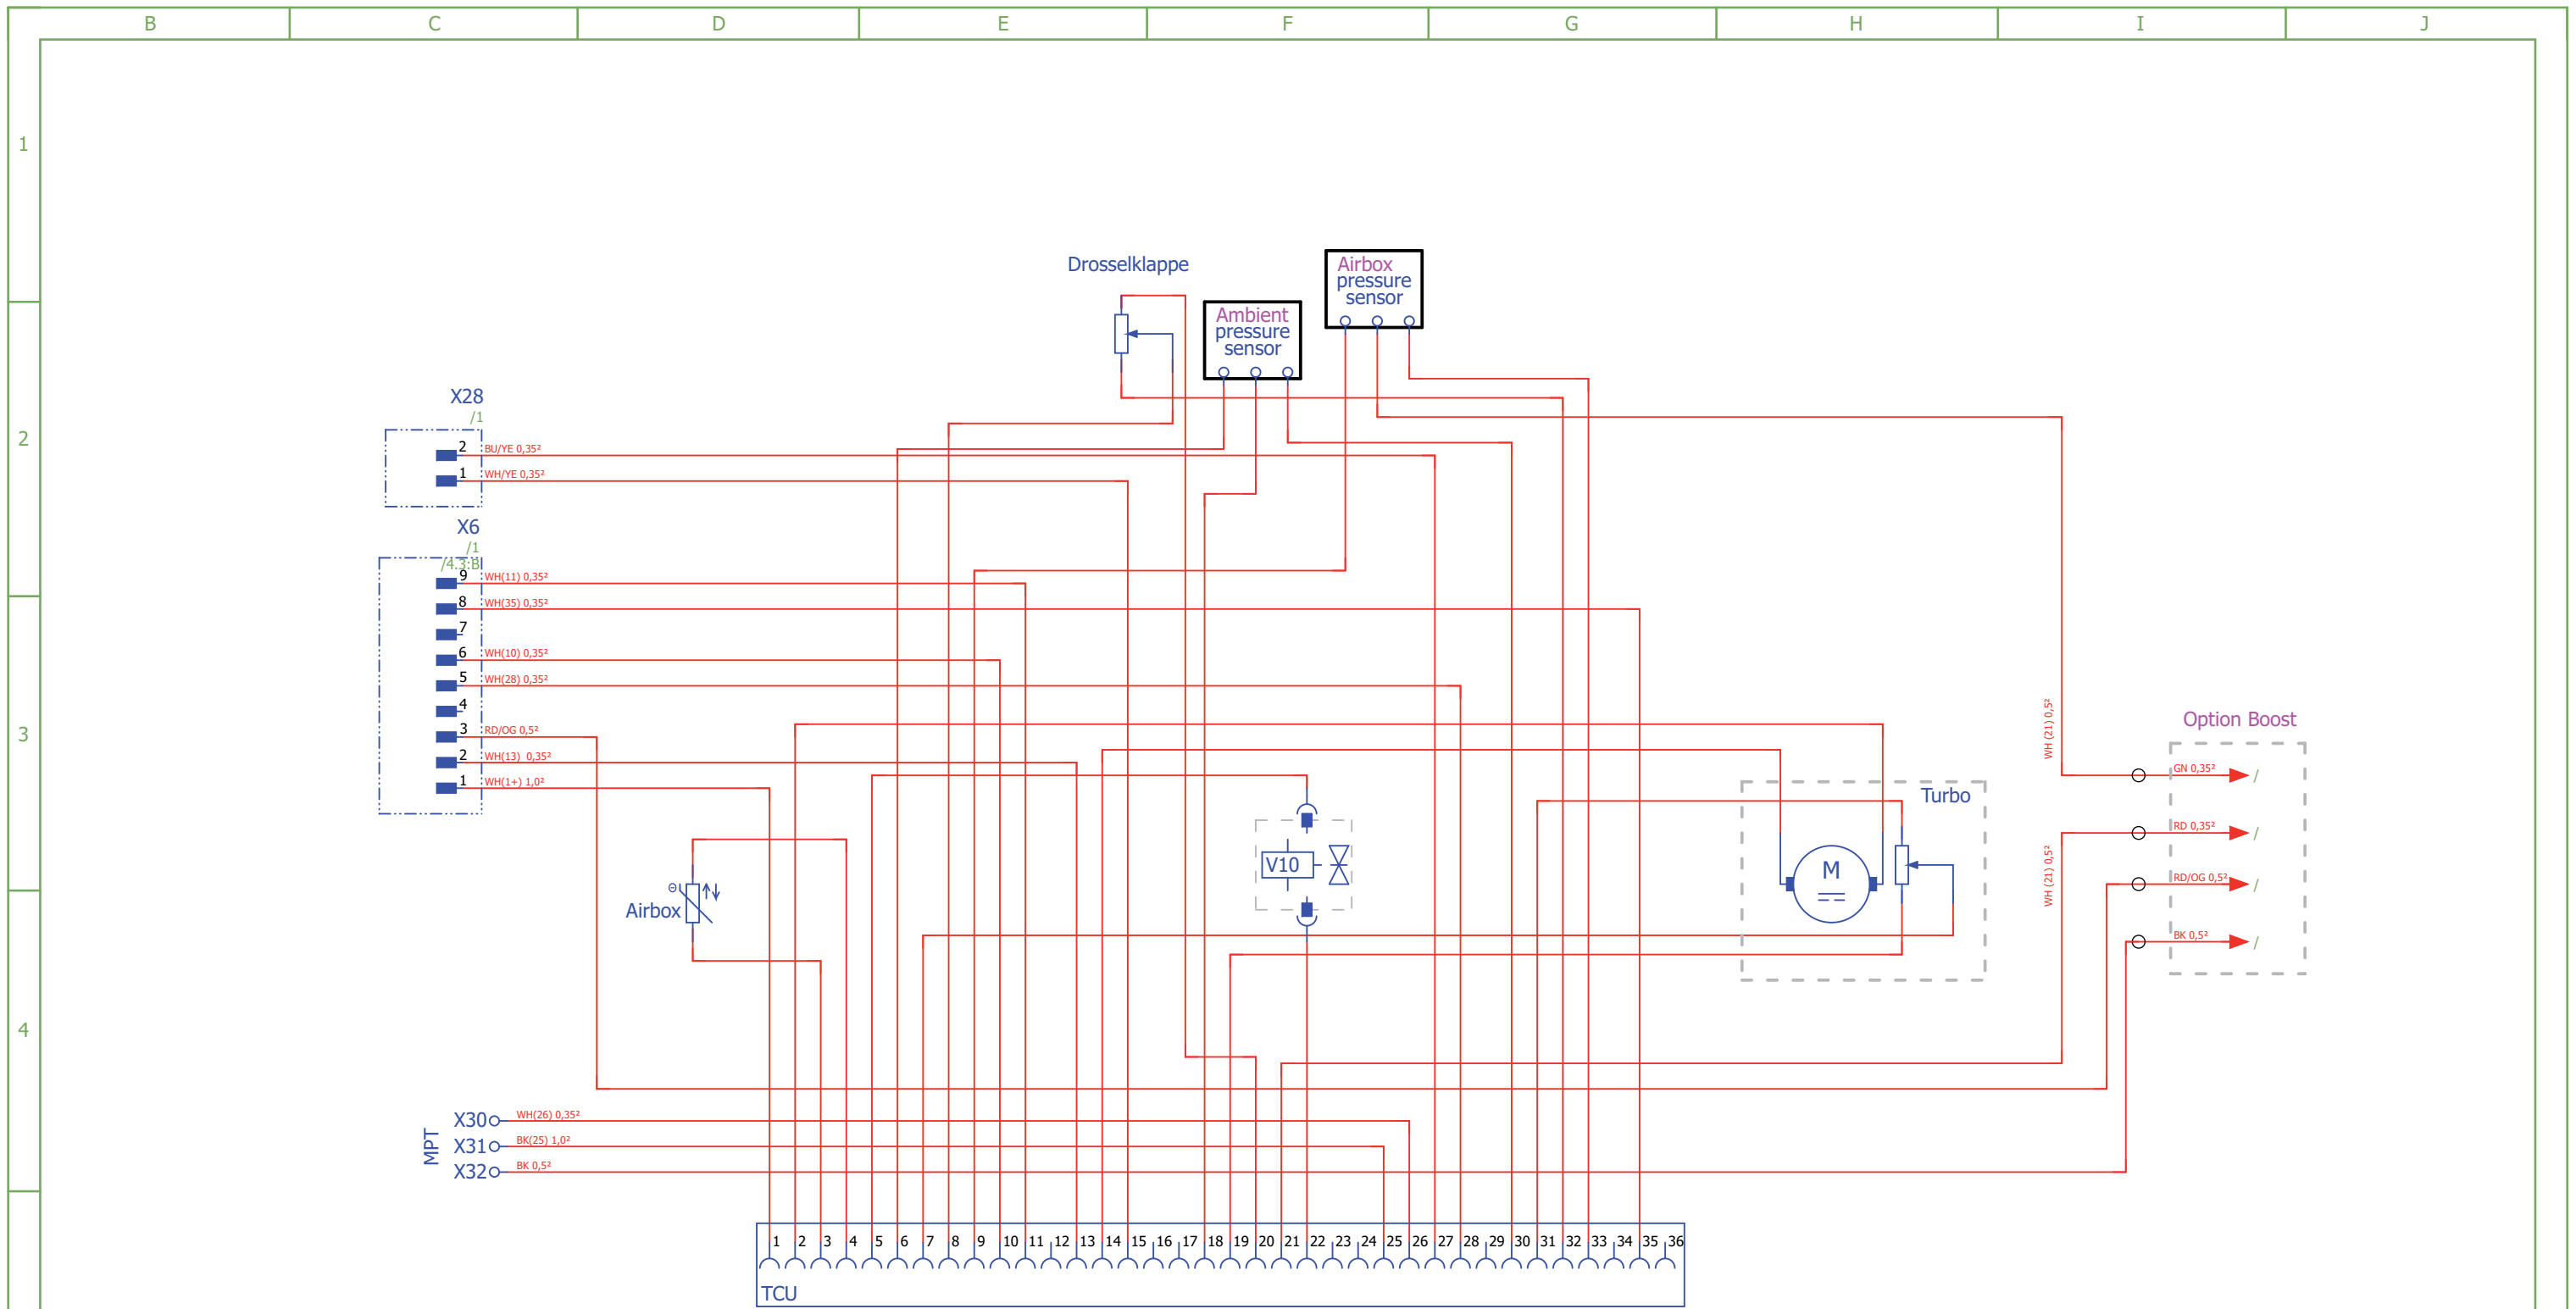 B C D E F G H I J
1
Drosselklappe
Airbox
pressure
sensor
Ambient
pressure
sensor
X28
/1
2
2 BU/YE 0,35²
1 WH/YE 0,35²
X6
/1
/4.3:B
9 WH(11) 0,35²
8 WH(35) 0,35²
7
6 WH(10) 0,35²
5 WH(28) 0,35²
4
3
3 RD/OG 0,5²
2 WH(13) 0,35²
1 WH(1+) 1,0²
WH (21) 0,5²
Option Boost
GN 0,35² /
Turbo
RD 0,35² /
WH (21) 0,5²
V10
M
RD/OG 0,5² /
Θ
Airbox
BK 0,5² /
4
MPT
X30 WH(26) 0,35²
X31 BK(25) 1,0²
X32 BK 0,5²
1 2 3 4 5 6 7 8 9 10 11 12 13 14 15 16 17 18 19 20 21 22 23 24 25 26 27 28 29 30 31 32 33 34 35 36
TCU